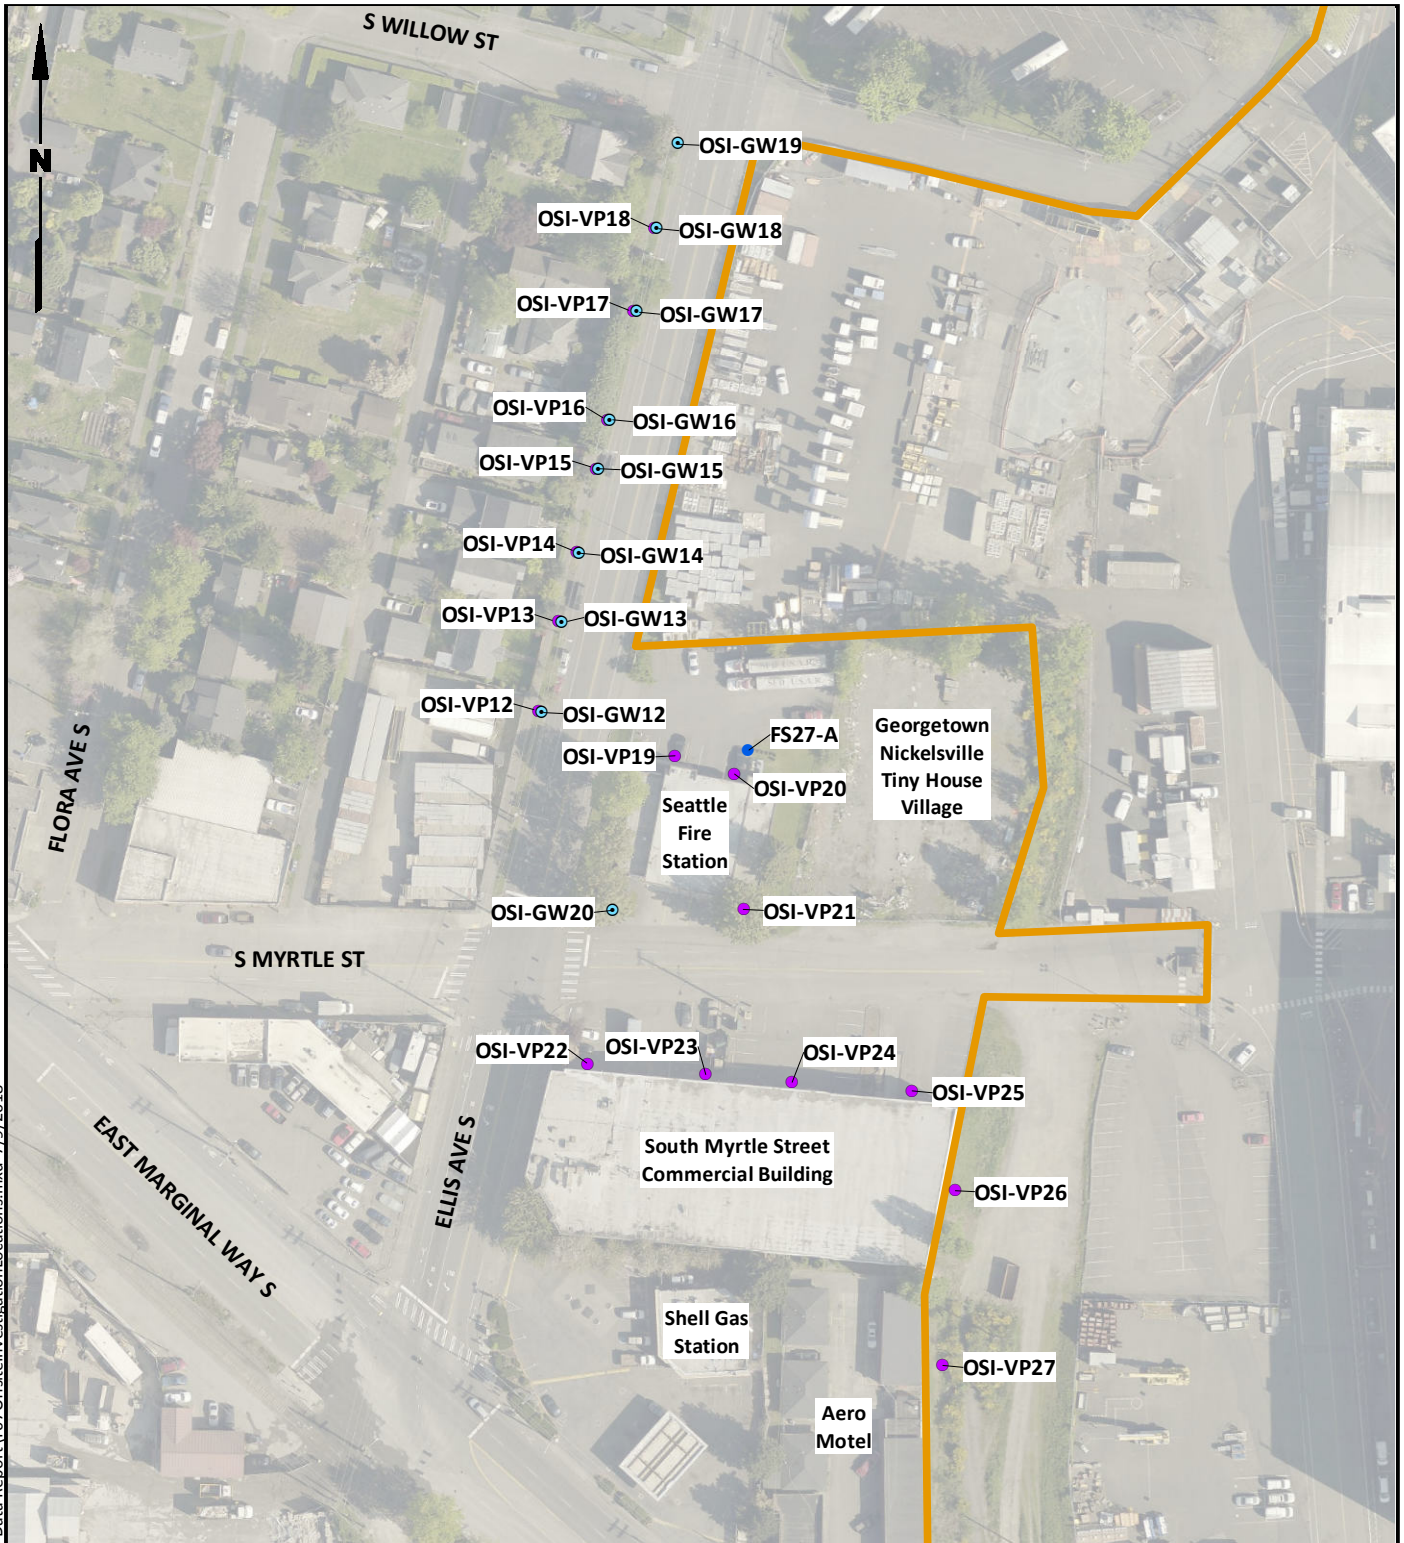 S WILLOW ST
N
OSI-GW19
OSI-VP18
OSI-GW18
OSI-VP17
OSI-GW17
OSI-VP16
OSI-GW16
OSI-VP15
OSI-GW15
OSI-VP14
OSI-GW14
OSI-VP13
OSI-GW13
OSI-VP12
OSI-GW12
FLORA AVE S
OSI-VP19
FS27-A
OSI-VP20
Georgetown
Nickelsville
Tiny House
Village
Seattle
Fire
Station
OSI-GW20
OSI-VP21
S MYRTLE ST
OSI-VP22
OSI-VP23
OSI-VP24
OSI-VP25
EAST MARGINAL WAY S
ELLIS AVE S
South Myrtle Street
Commercial Building
OSI-VP26
Shell Gas
Station
OSI-VP27
Aero
Motel